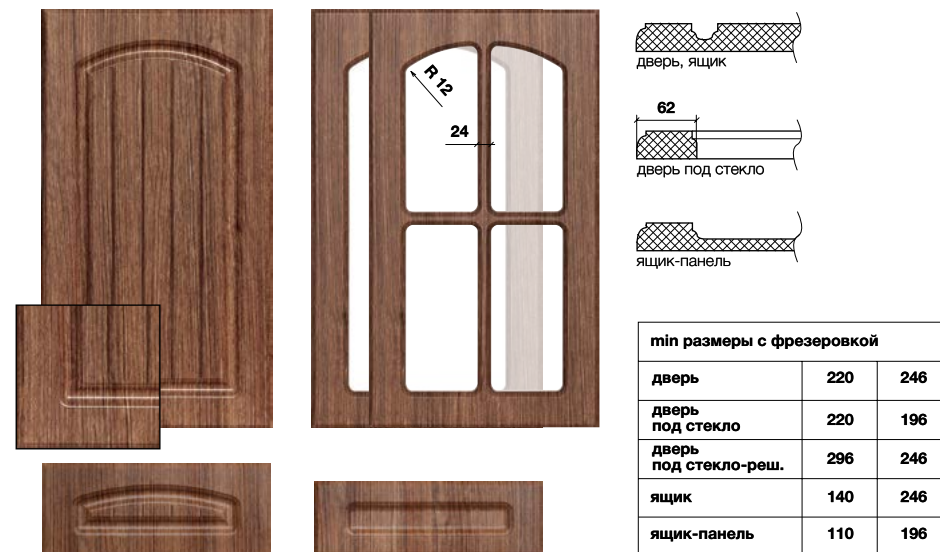 R 12
24
дверь, ящик
62
дверь под стекло
ящик-панель
min размеры с фрезеровкой
дверь 220 246
дверь
под стекло 220 196
дверь
под стекло-реш. 296 246
ящик 140 246
ящик-панель 110 196